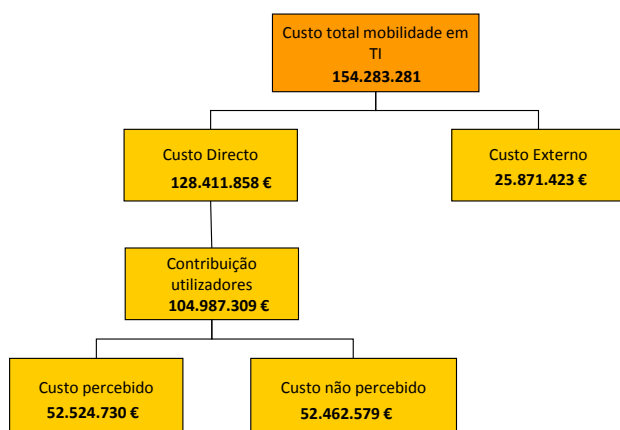 Custo total mobilidade em
TI
154.283.281
Custo Directo
128.411.858 €
Custo Externo
25.871.423 €
Contribuição
utilizadores
104.987.309 €
Custo percebido
52.524.730 €
Custo não percebido
52.462.579 €